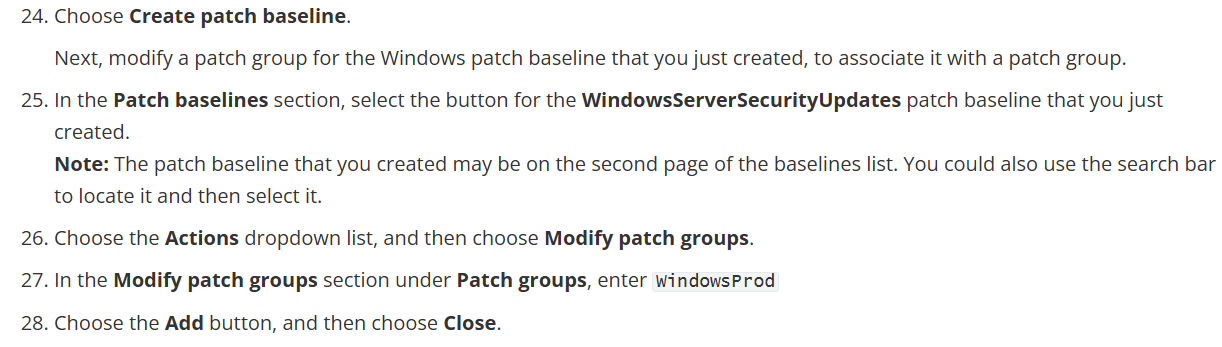 24. Choose Create patch baseline.
Next, modify a patch group for the Windows patch baseline that you just created, to associate it with a patch group.
25. In the Patch baselines section, select the button for the WindowsServerSecurityUpdates patch baseline that you just
created.
Note: The patch baseline that you created may be on the second page of the baselines list. You could also use the search bar
to locate it and then select it.
26. Choose the Actions dropdown list, and then choose Modify patch groups.
27. In the Modify patch groups section under Patch groups, enter WindowsProd
28. Choose the Add button, and then choose Close.